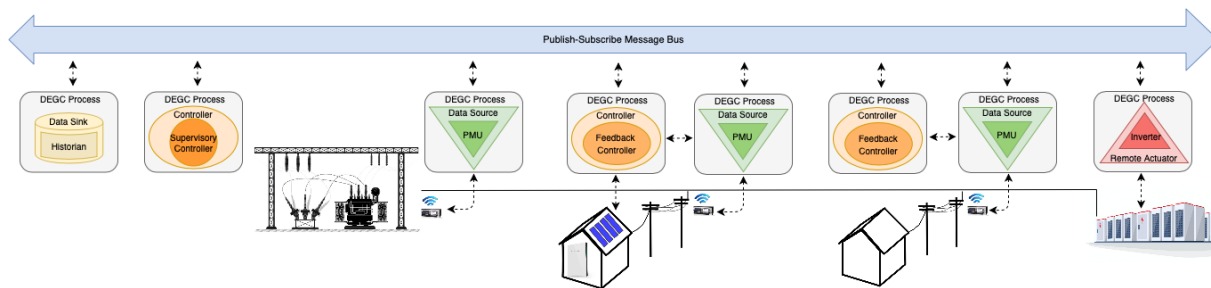 Publish-Subscribe Message Bus
DEGC Process
Data Sink
Historian
DEGC Process
Controller
Supervisory
Controller
DEGC Process
Data Source
PMU
DEGC Process
Controller
Feedback
Controller
DEGC Process
Data Source
PMU
DEGC Process
Controller
Feedback
Controller
DEGC Process
Data Source
PMU
DEGC Process
Inverter
Remote Actuator